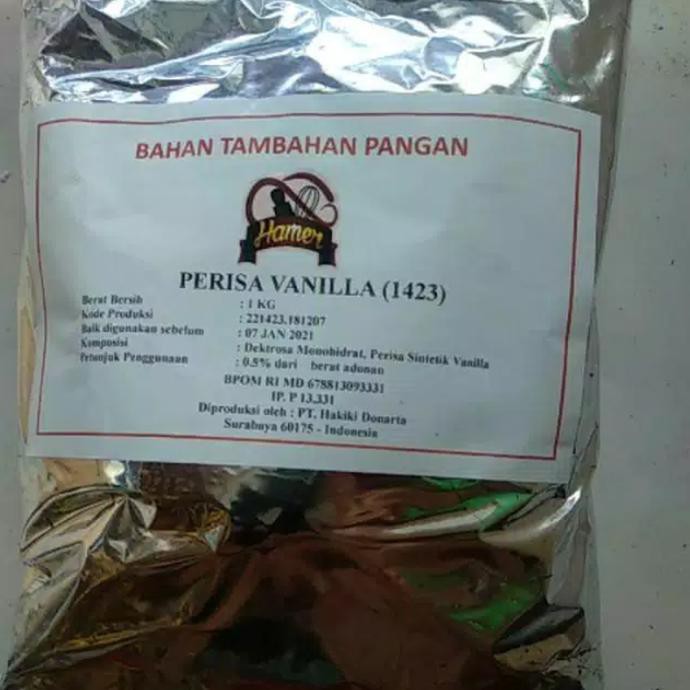 BAHAN TAMBAHAN PANGAN
Hamer
PERISA VANILLA (1423)
Berat Bersih : 1 KG
Kode Produksi : 221423.181207
Baik digunakan sebelum : 07 JAN 2021
Komposisi : Dektrosa Monohidrat, Perisa Sintetik Vanilla
Petunjuk Penggunaan : 0.5% dari berat adonan
BPOM RI MD 678813093331
IP. P 13.331
Diproduksi oleh : PT. Hakiki Donarta
Surabaya 60175 - Indonesia